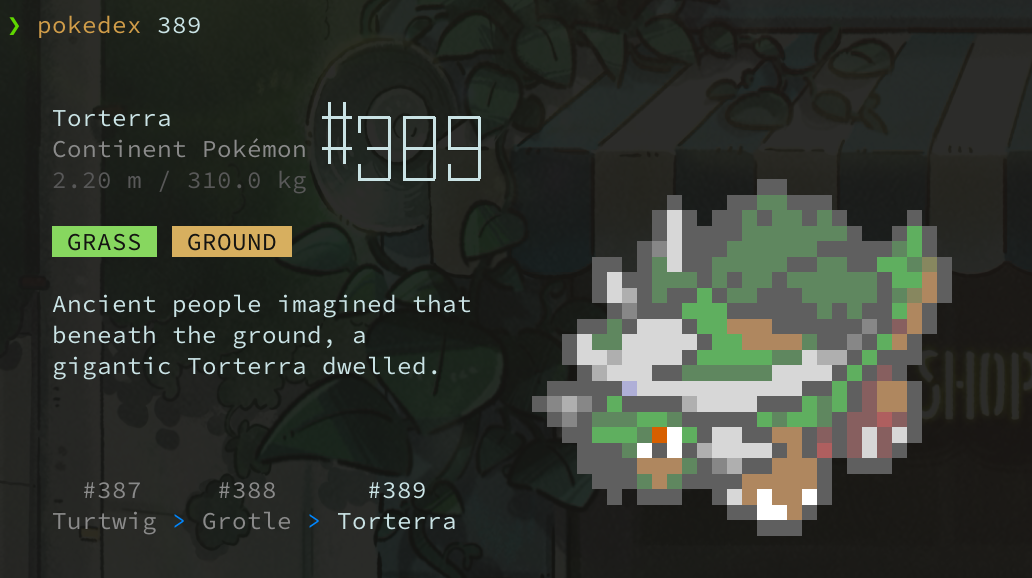 ❯ pokedex 389
Torterra
Continent Pokémon
2.20 m / 310.0 kg
#389
GRASS GROUND
Ancient people imagined that
beneath the ground, a
gigantic Torterra dwelled.
#387 #388 #389
Turtwig > Grotle > Torterra
SHOP